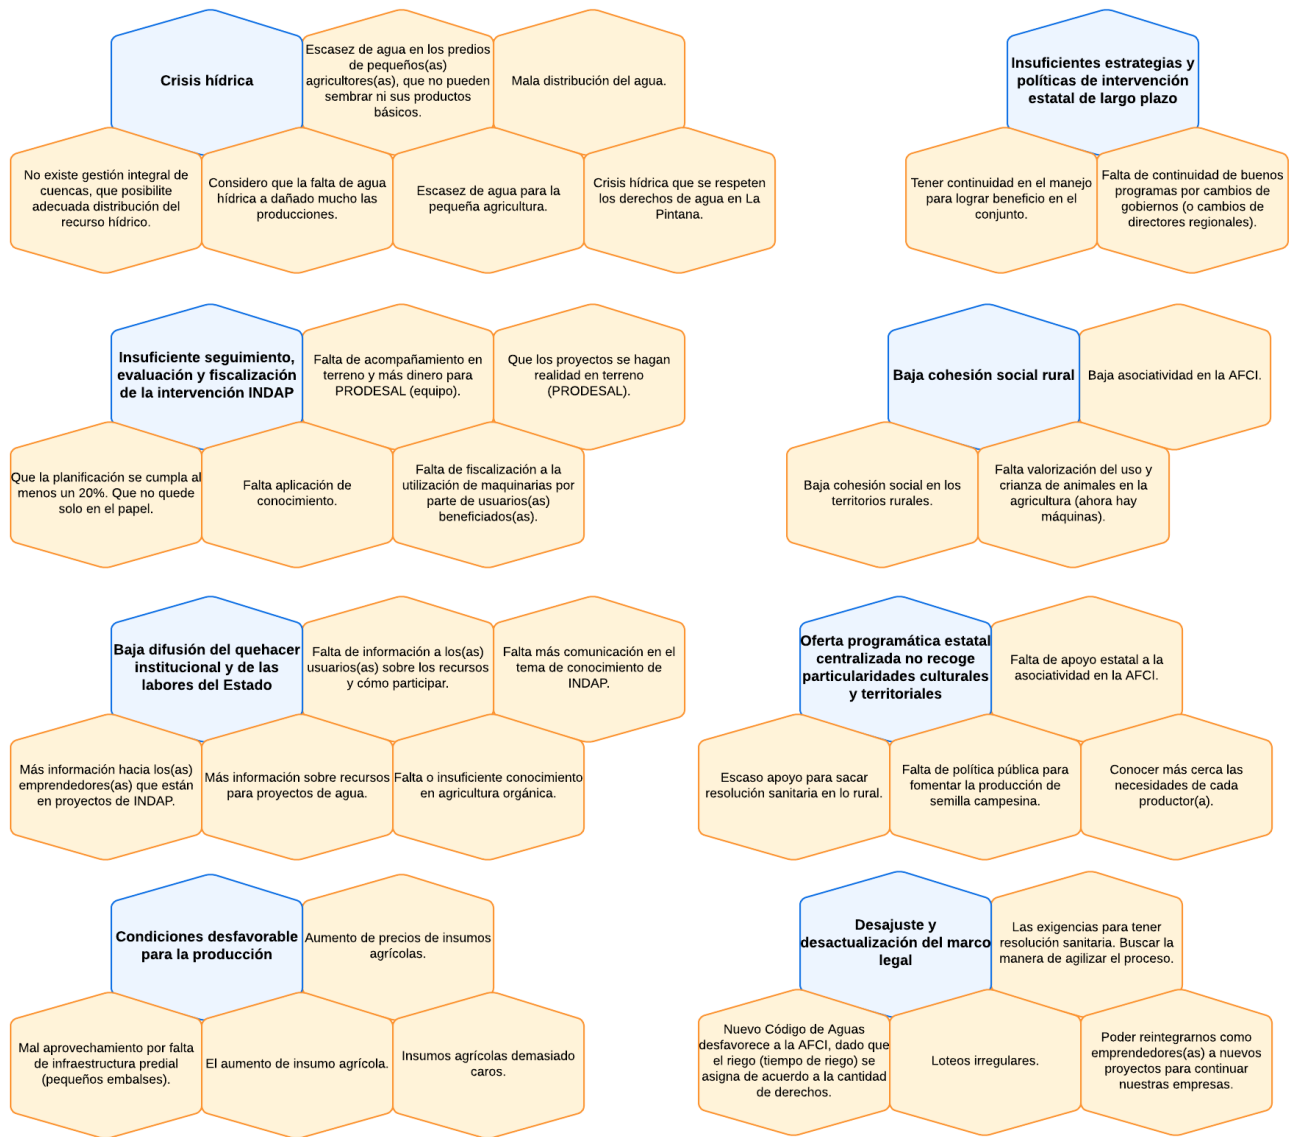 Crisis hídrica
Escasez de agua en los predios
de pequeños(as)
agricultores(as), que no pueden
sembrar ni sus productos
básicos.
Mala distribución del agua.
No existe gestión integral de
cuencas, que posibilite
adecuada distribución del
recurso hídrico.
Considero que la falta de agua
hídrica a dañado mucho las
producciones.
Escasez de agua para la
pequeña agricultura.
Crisis hídrica que se respeten
los derechos de agua en La
Pintana.
Insuficientes estrategias y
políticas de intervención
estatal de largo plazo
Tener continuidad en el manejo
para lograr beneficio en el
conjunto.
Falta de continuidad de buenos
programas por cambios de
gobiernos (o cambios de
directores regionales).
Insuficiente seguimiento,
evaluación y fiscalización
de la intervención INDAP
Falta de acompañamiento en
terreno y más dinero para
PRODESAL (equipo).
Que los proyectos se hagan
realidad en terreno
(PRODESAL).
Que la planificación se cumpla al
menos un 20%. Que no quede
solo en el papel.
Falta aplicación de
conocimiento.
Falta de fiscalización a la
utilización de maquinarias por
parte de usuarios(as)
beneficiados(as).
Baja cohesión social rural
Baja asociatividad en la AFCI.
Baja cohesión social en los
territorios rurales.
Falta valorización del uso y
crianza de animales en la
agricultura (ahora hay
máquinas).
Baja difusión del quehacer
institucional y de las
labores del Estado
Falta de información a los(as)
usuarios(as) sobre los recursos
y cómo participar.
Falta más comunicación en el
tema de conocimiento de
INDAP.
Más información hacia los(as)
emprendedores(as) que están
en proyectos de INDAP.
Más información sobre recursos
para proyectos de agua.
Falta o insuficiente conocimiento
en agricultura orgánica.
Oferta programática estatal
centralizada no recoge
particularidades culturales
y territoriales
Falta de apoyo estatal a la
asociatividad en la AFCI.
Escaso apoyo para sacar
resolución sanitaria en lo rural.
Falta de política pública para
fomentar la producción de
semilla campesina.
Conocer más cerca las
necesidades de cada
productor(a).
Condiciones desfavorable
para la producción
Aumento de precios de insumos
agrícolas.
Mal aprovechamiento por falta
de infraestructura predial
(pequeños embalses).
El aumento de insumo agrícola.
Insumos agrícolas demasiado
caros.
Desajuste y
desactualización del marco
legal
Las exigencias para tener
resolución sanitaria. Buscar la
manera de agilizar el proceso.
Nuevo Código de Aguas
desfavorece a la AFCI, dado que
el riego (tiempo de riego) se
asigna de acuerdo a la cantidad
de derechos.
Loteos irregulares.
Poder reintegrarnos como
emprendedores(as) a nuevos
proyectos para continuar
nuestras empresas.